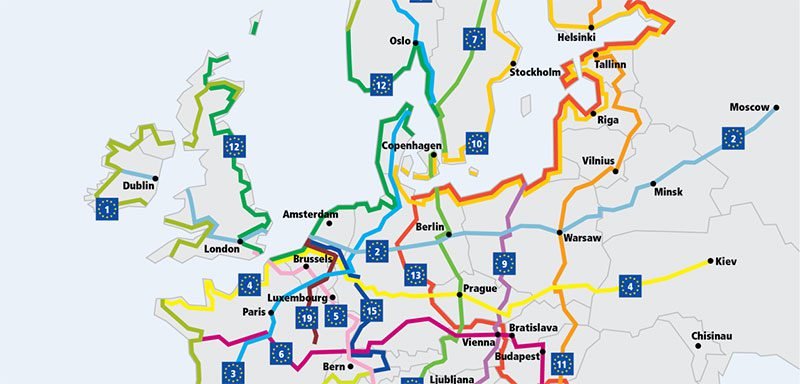 7
Oslo
Helsinki
Tallinn
Stockholm
12
Moscow
Riga
10
12
Copenhagen
2
Vilnius
Dublin
Minsk
1
Amsterdam
Berlin
Warsaw
London
2
Brussels
9
Kiev
13
4
4
Prague
Luxembourg
Paris
19
5
15
Bratislava
Vienna
Chisinau
6
Budapest
Bern
11
3
Ljubljana